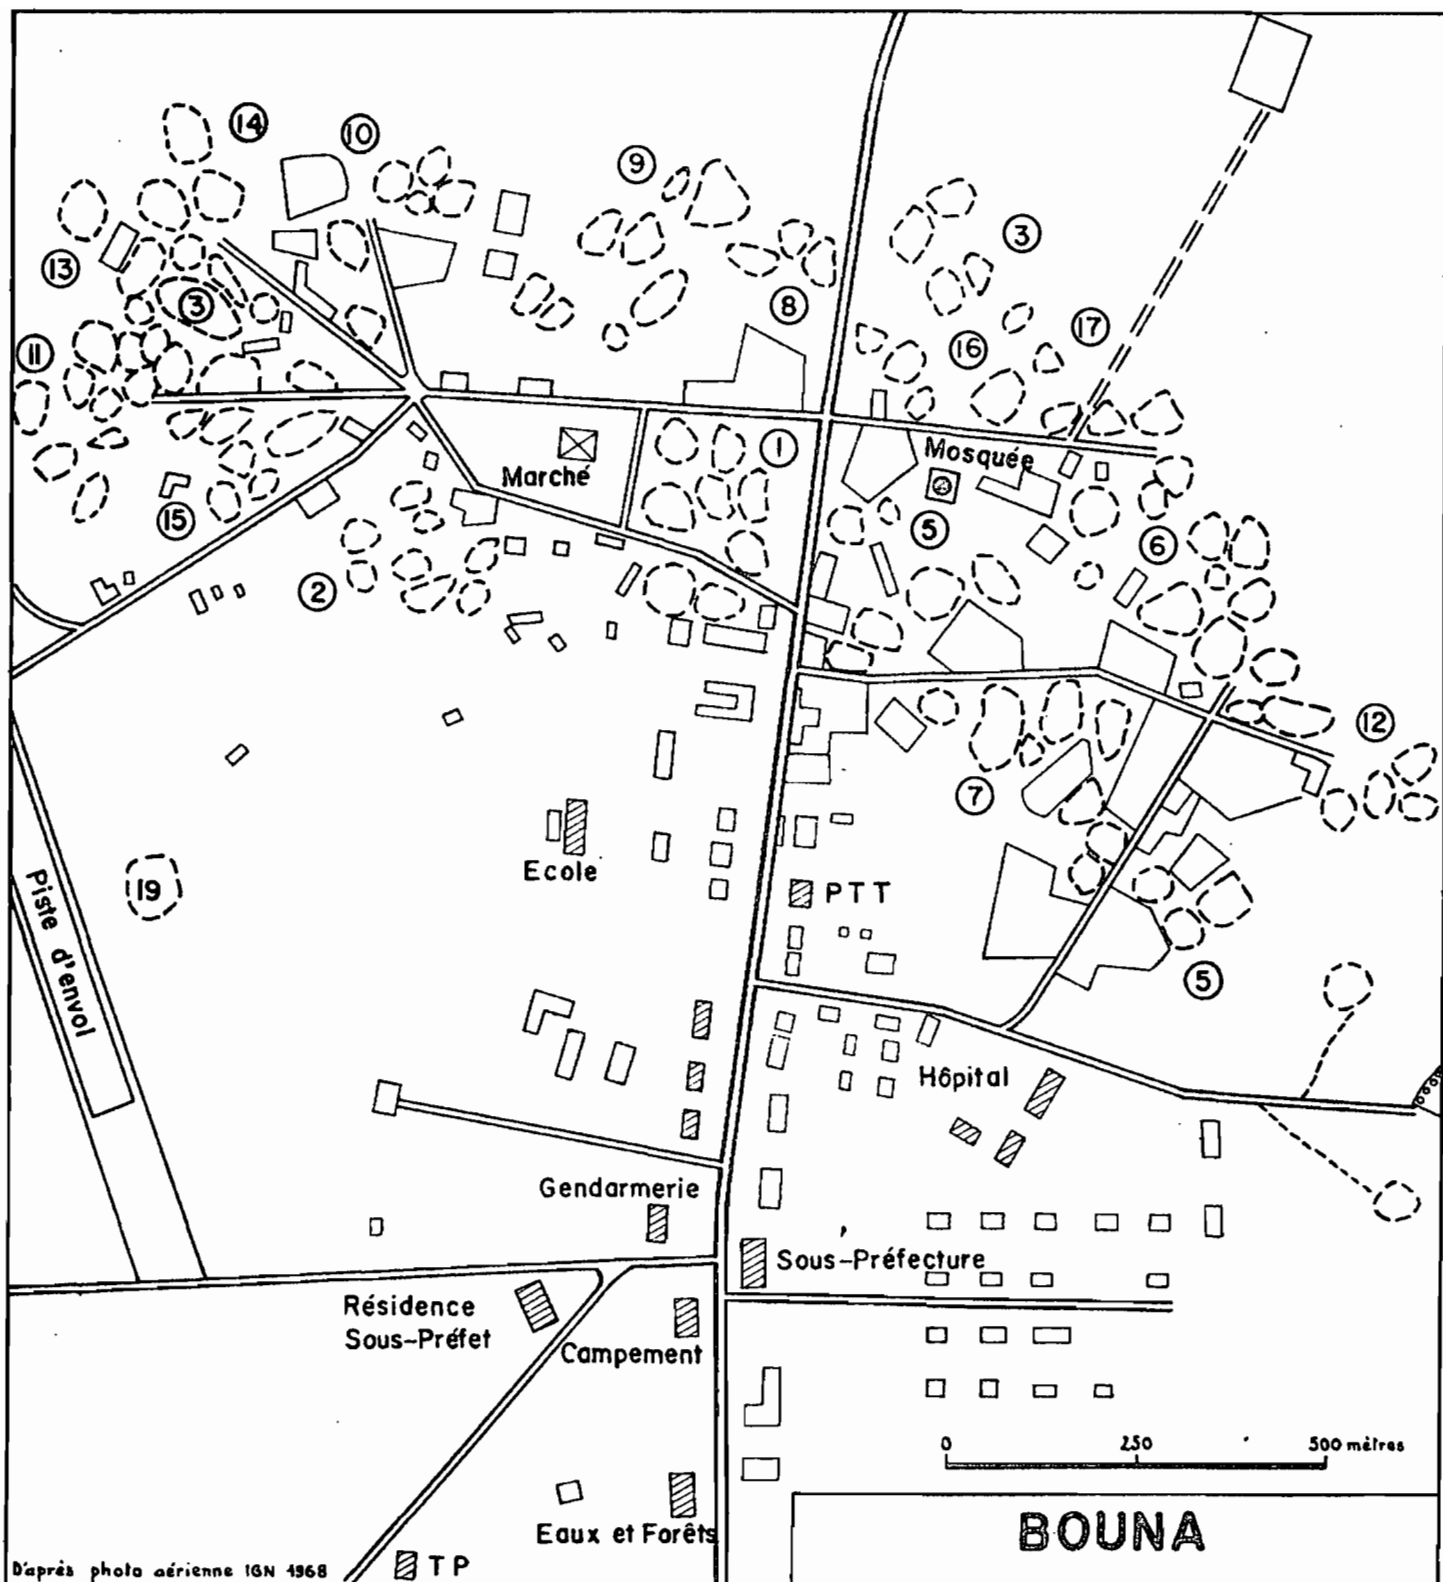 14
10
9
3
13
3
8
17
16
11
1
Mosquée
Marché
15
5
6
2
12
7
Ecole
19
PTT
Piste d'envol
5
Hôpital
Gendarmerie
Sous-Préfecture
Résidence
Sous-Préfet
Campement
0 250 500 mètres
Eaux et Forêts
BOUNA
D'après photo aérienne IGN 1968
TP